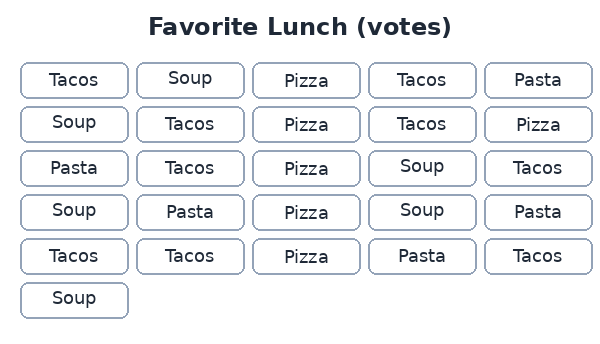 Favorite Lunch (votes)
Tacos Soup Pizza Tacos Pasta
Soup Tacos Pizza Tacos Pizza
Pasta Tacos Pizza Soup Tacos
Soup Pasta Pizza Soup Pasta
Tacos Tacos Pizza Pasta Tacos
Soup